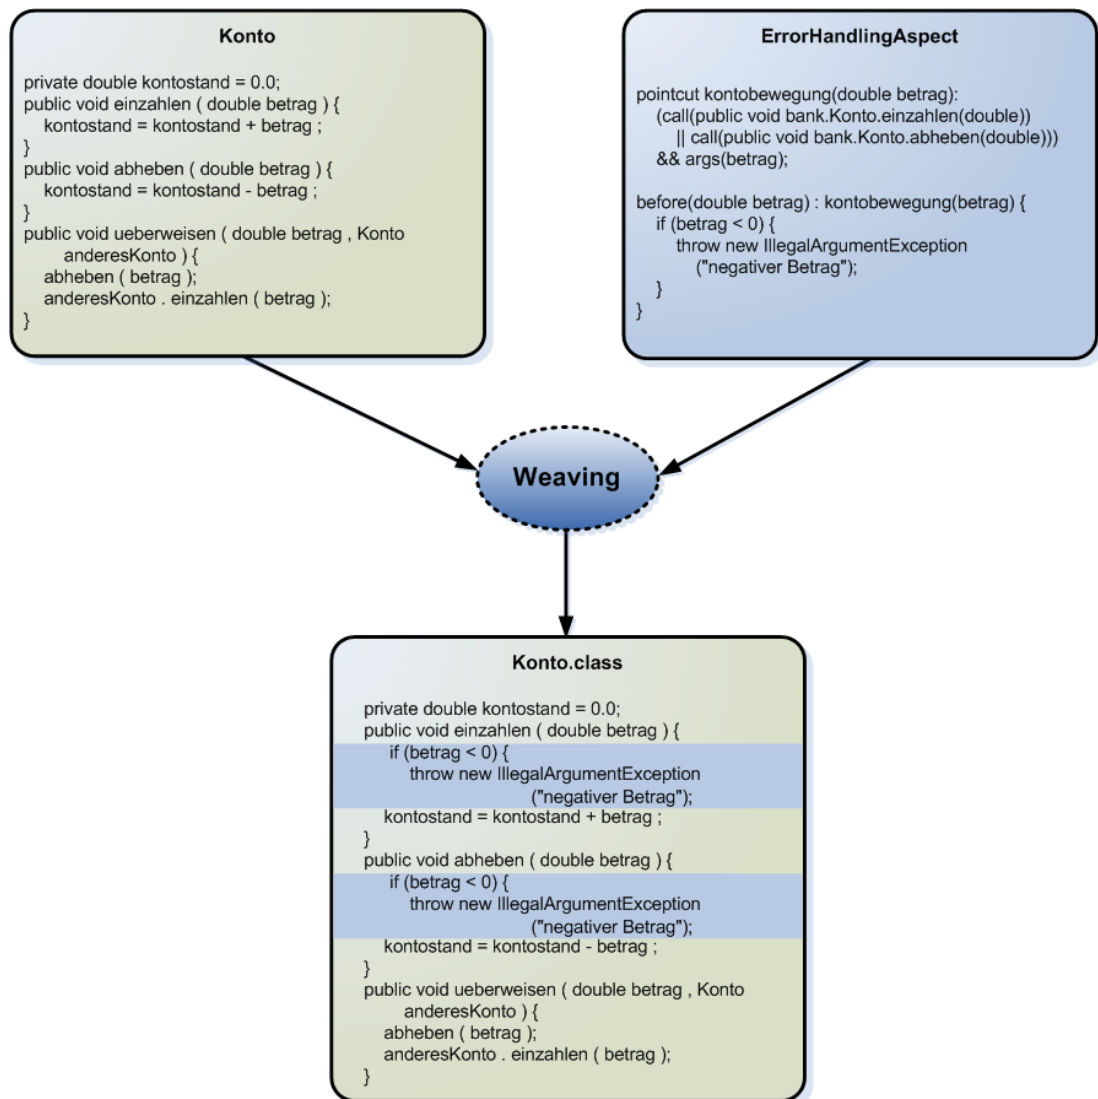 Konto
private double kontostand = 0.0;
public void einzahlen ( double betrag ) {
kontostand = kontostand + betrag ;
}
public void abheben ( double betrag ) {
kontostand = kontostand - betrag ;
}
public void ueberweisen ( double betrag , Konto
anderesKonto ) {
abheben ( betrag );
anderesKonto . einzahlen ( betrag );
}
ErrorHandlingAspect
pointcut kontobewegung(double betrag):
(call(public void bank.Konto.einzahlen(double))
|| call(public void bank.Konto.abheben(double)))
&& args(betrag);
before(double betrag) : kontobewegung(betrag) {
if (betrag < 0) {
throw new IllegalArgumentException
("negativer Betrag");
}
}
Weaving
Konto.class
private double kontostand = 0.0;
public void einzahlen ( double betrag ) {
if (betrag < 0) {
throw new IllegalArgumentException
("negativer Betrag");
kontostand = kontostand + betrag ;
}
public void abheben ( double betrag ) {
if (betrag < 0) {
throw new IllegalArgumentException
("negativer Betrag");
kontostand = kontostand - betrag ;
}
public void ueberweisen ( double betrag , Konto
anderesKonto ) {
abheben ( betrag );
anderesKonto . einzahlen ( betrag );
}